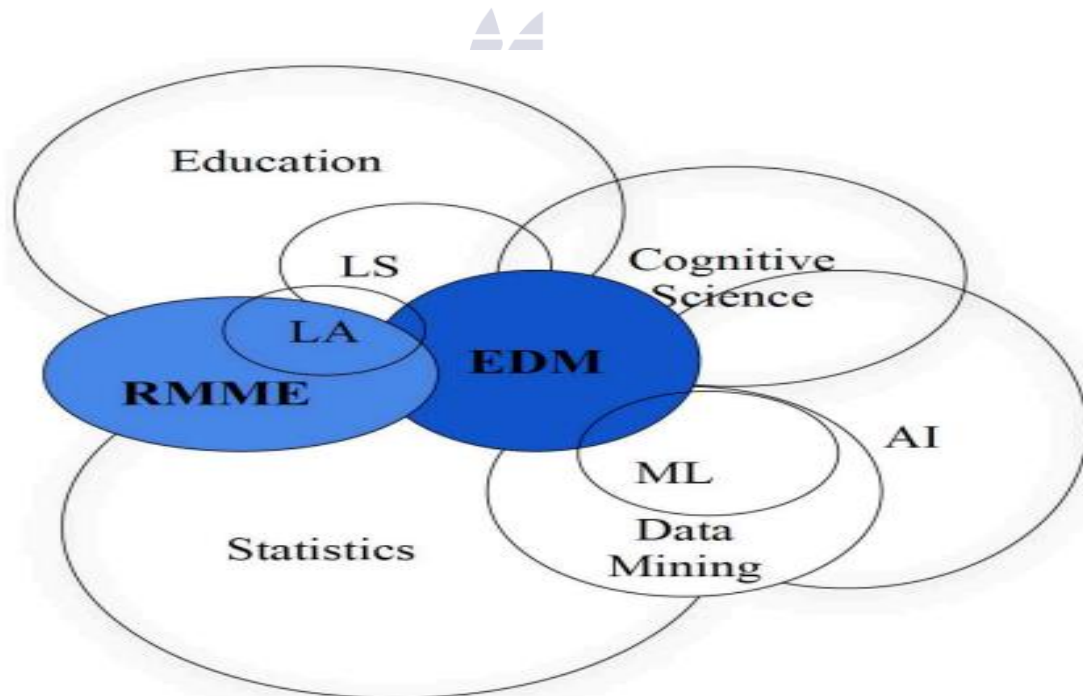 Education
LS
Cognitive
Science
LA
EDM
RMME
AI
ML
Statistics
Data
Mining